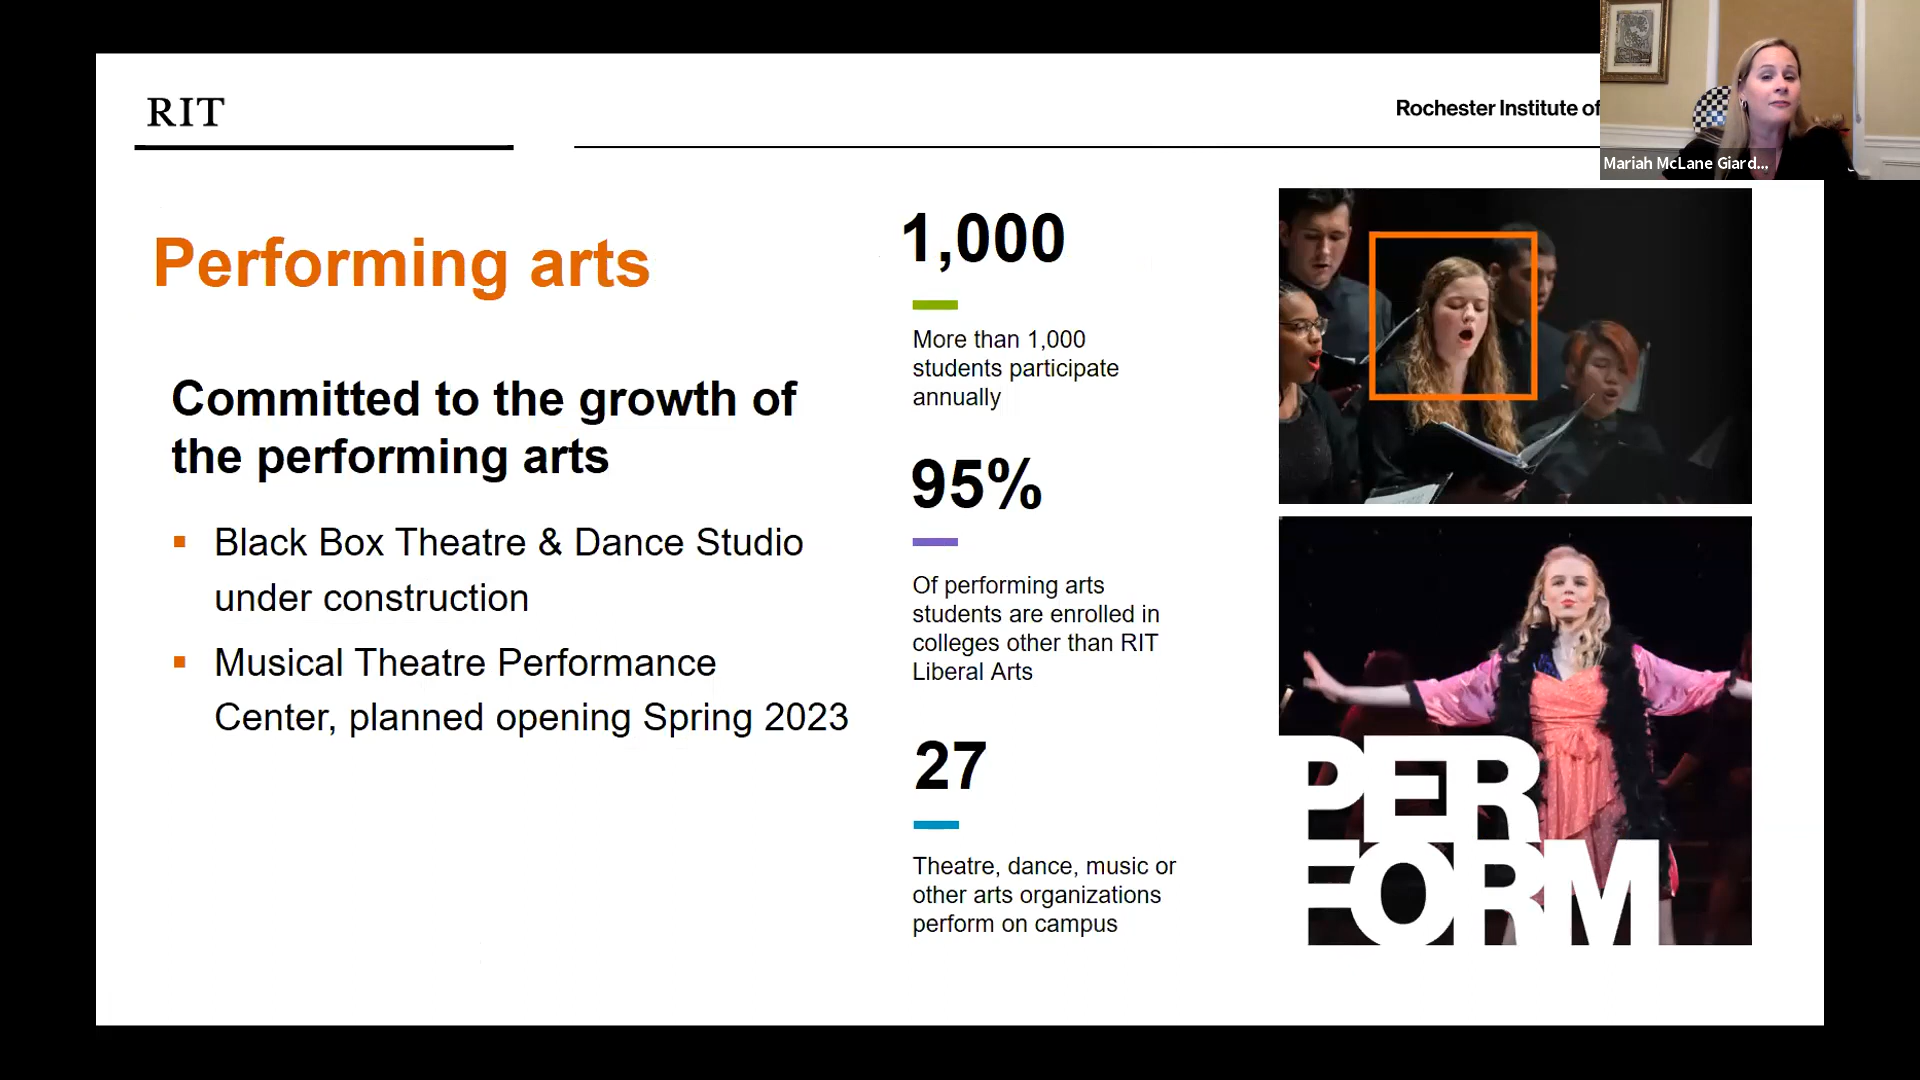 RIT
Rochester Institute of
Mariah McLane Giard...
Performing arts
Committed to the growth of
the performing arts
▪ Black Box Theatre & Dance Studio
under construction
▪ Musical Theatre Performance
Center, planned opening Spring 2023
1,000
More than 1,000
students participate
annually
95%
Of performing arts
students are enrolled in
colleges other than RIT
Liberal Arts
27
Theatre, dance, music or
other arts organizations
perform on campus
PER
FORM